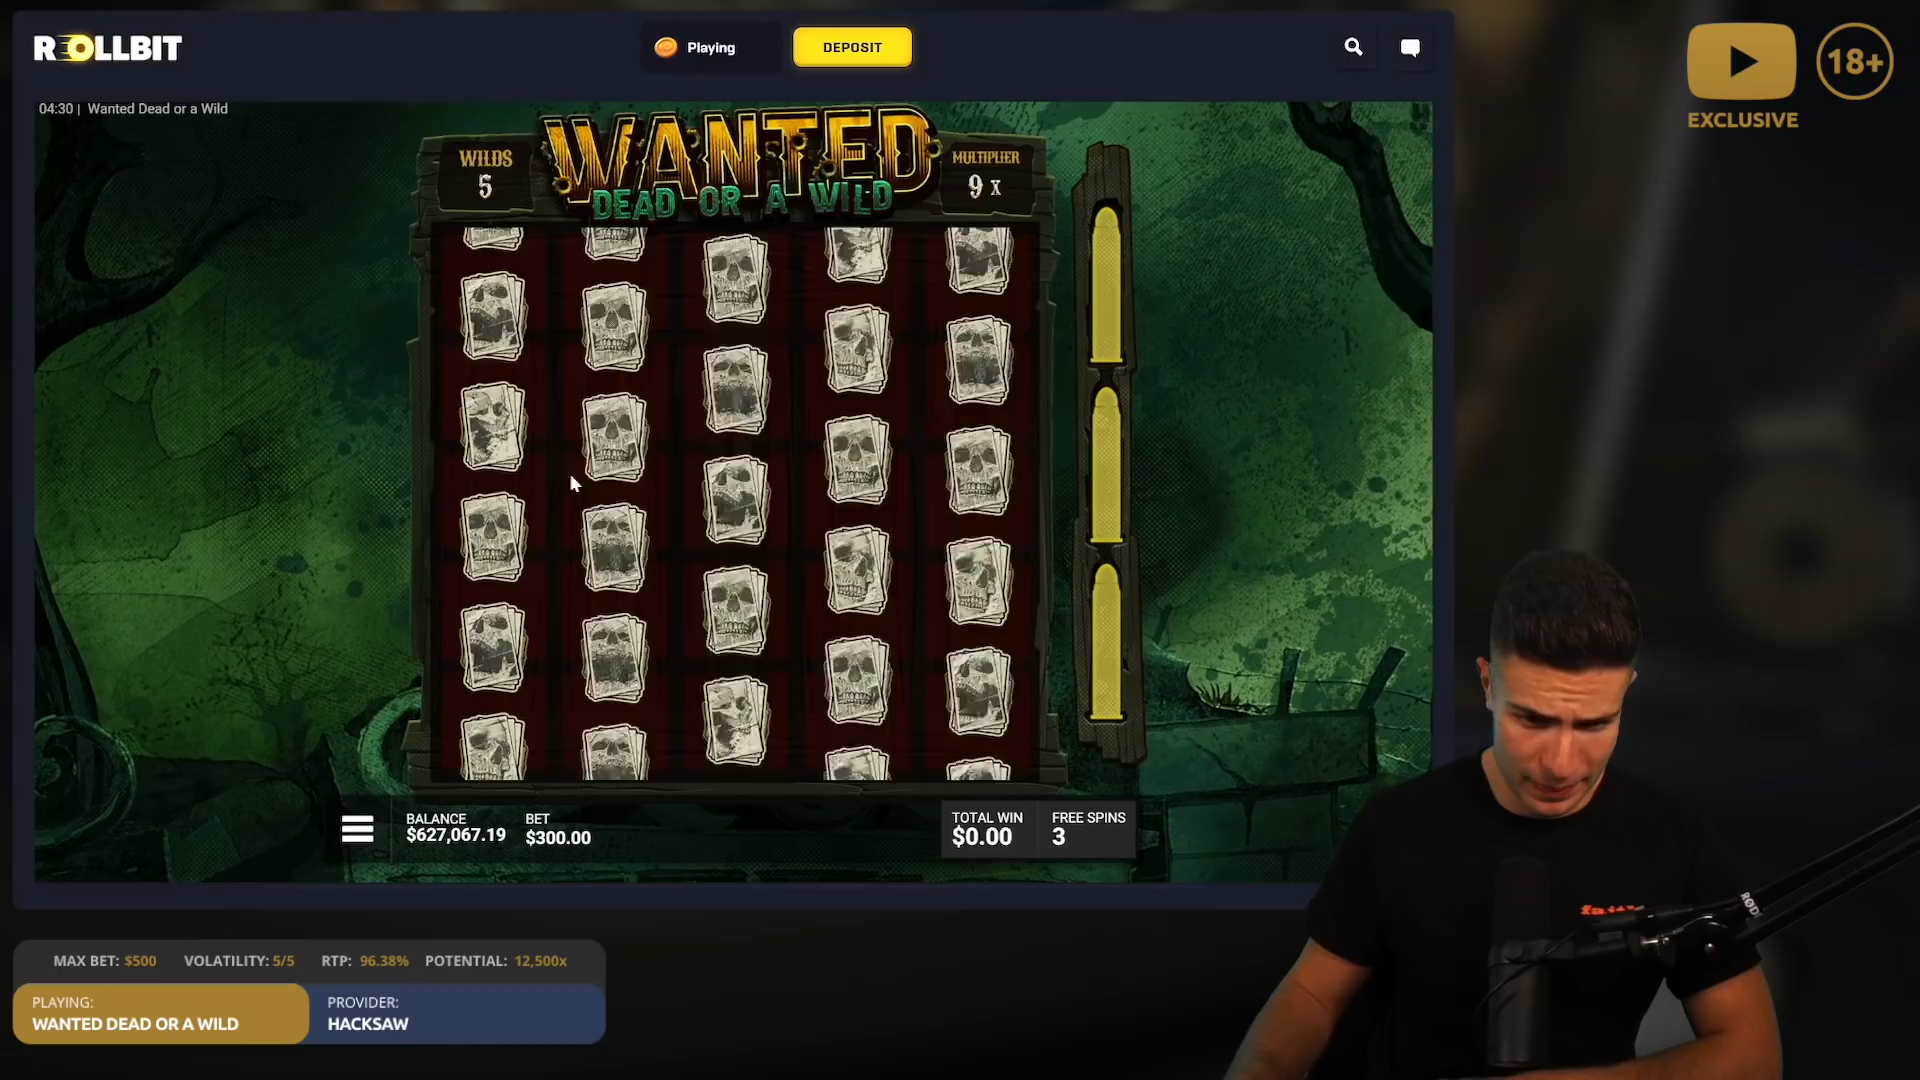 ROLLBIT
Playing
DEPOSIT
EXCLUSIVE
18+
04:30 | Wanted Dead or a Wild
WILDS
5
WANTED
DEAD OR A WILD
MULTIPLIER
9 x
BALANCE
$627,067.19
BET
$300.00
TOTAL WIN
$0.00
FREE SPINS
3
MAX BET: $500 VOLATILITY: 5/5 RTP: 96.38% POTENTIAL: 12,500x
PLAYING:
WANTED DEAD OR A WILD
PROVIDER:
HACKSAW
RØDE